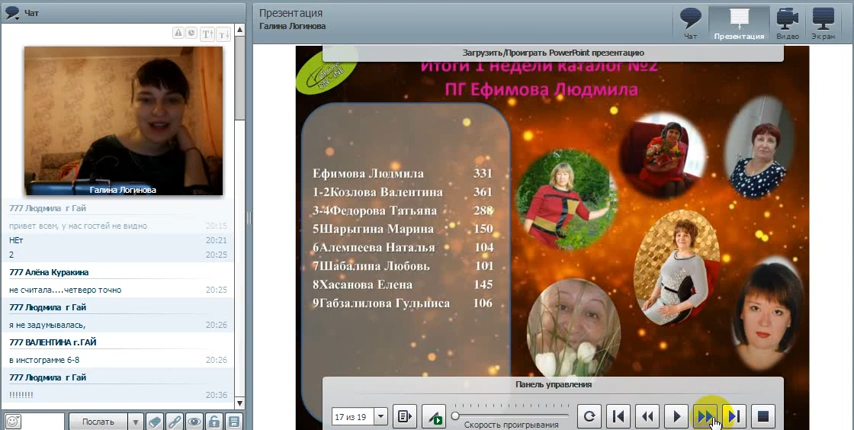 Чат
Галина Логинова
777 Людмила г Гай
привет всем, у нас гостей не видно 20:15
НЕт 20:21
2 20:25
777 Алёна Куракина
не считала....четверо точно 20:25
777 Людмила г Гай
я не задумывалась, 20:26
777 ВАЛЕНТИНА г.ГАЙ
в инстограмме 6-8 20:26
777 Людмила г Гай
!!!!!!!! 20:36
Послать
Презентация
Галина Логинова
Чат
Презентация
Видео
Экран
Загрузить/Проиграть PowerPoint презентацию
Итоги 1 недели каталог №2
ПГ Ефимова Людмила
Ефимова Людмила 331
1-2Козлова Валентина 361
3-4Федорова Татьяна 286
5Шарыгина Марина 150
6Алемпеева Наталья 104
7Шабалина Любовь 101
8Хасанова Елена 145
9Габзалилова Гульниса 106
Панель управления
17 из 19
Скорость проигрывания